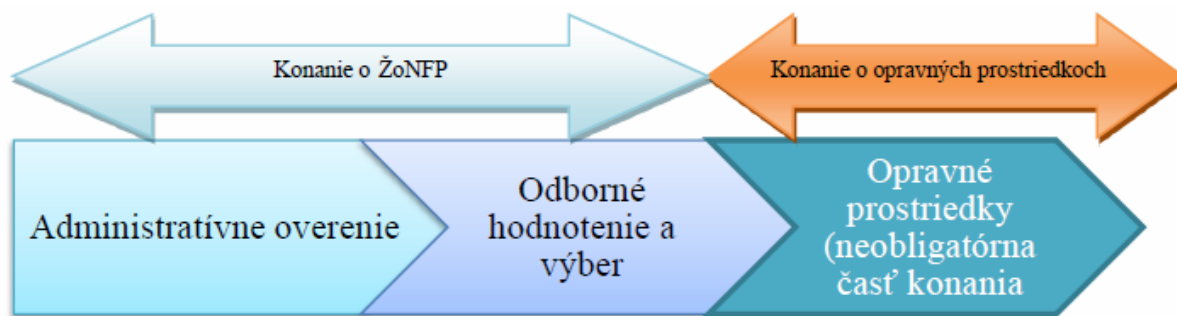 Konanie o ŽoNFP
Konanie o opravných prostriedkoch
Administratívne overenie
Odborné
hodnotenie a
výber
Opravné
prostriedky
(neobligatórna
časť konania